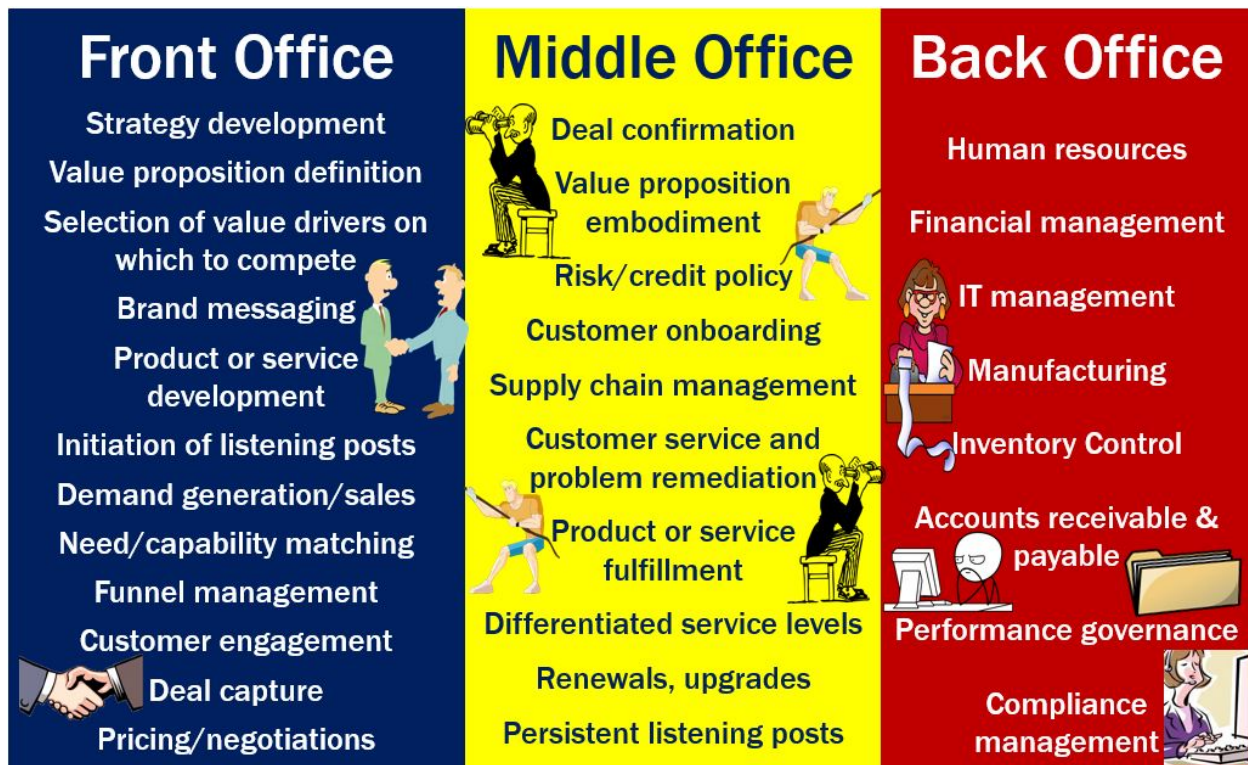 Front Office
Strategy development
Value proposition definition
Selection of value drivers on
which to compete
Brand messaging
Product or service
development
Initiation of listening posts
Demand generation/sales
Need/capability matching
Funnel management
Customer engagement
Deal capture
Pricing/negotiations
Middle Office
Deal confirmation
Value proposition
embodiment
Risk/credit policy
Customer onboarding
Supply chain management
Customer service and
problem remediation
Product or service
fulfillment
Differentiated service levels
Renewals, upgrades
Persistent listening posts
Back Office
Human resources
Financial management
IT management
Manufacturing
Inventory Control
Accounts receivable &
payable
Performance governance
Compliance
management